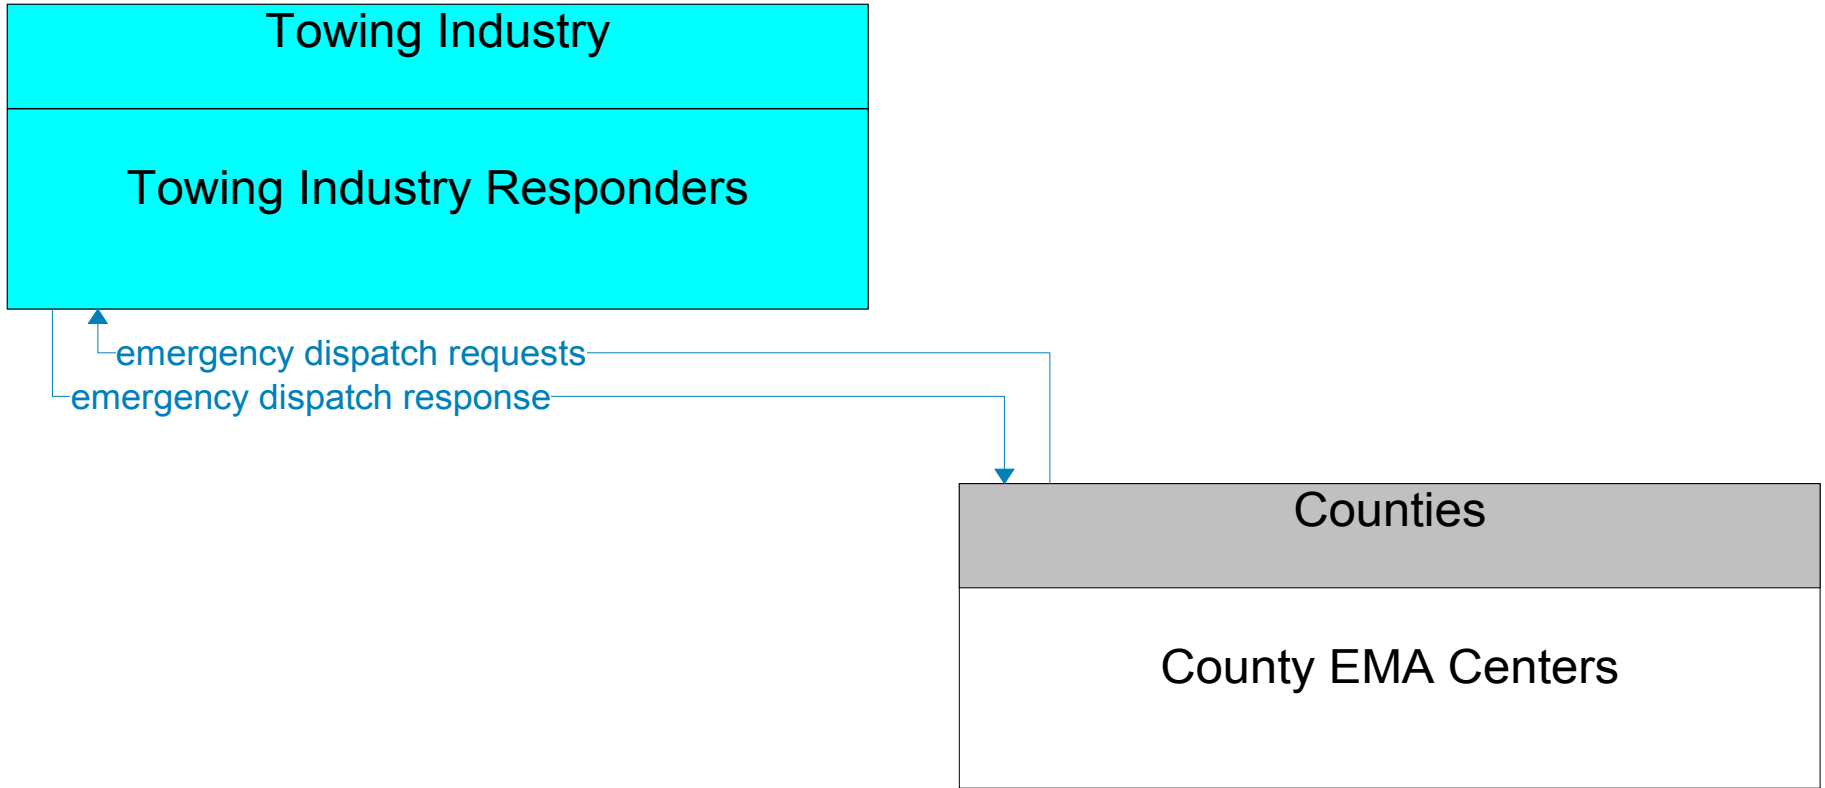 Towing Industry
Towing Industry Responders
emergency dispatch requests
emergency dispatch response
Counties
County EMA Centers